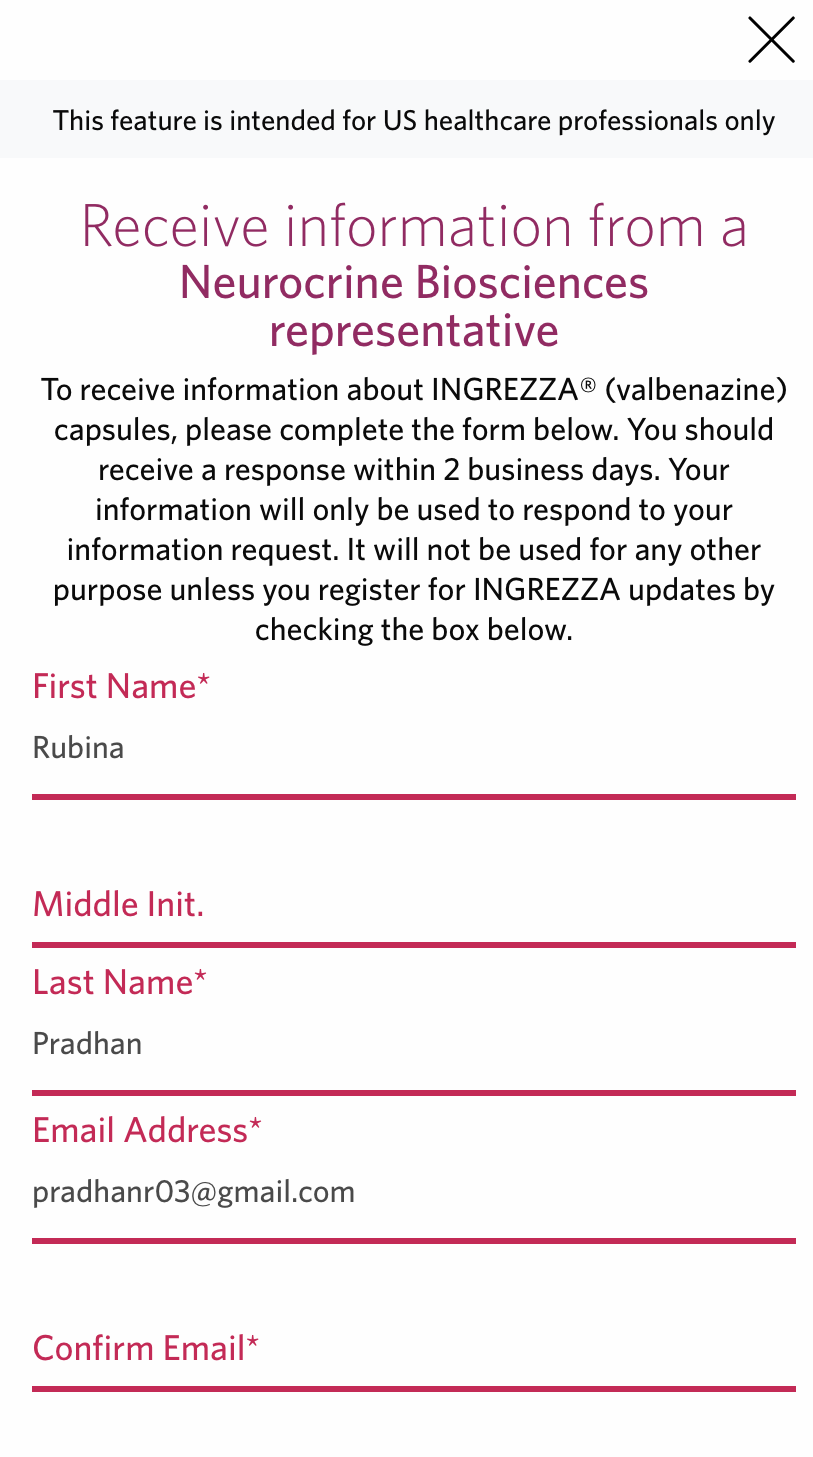 This feature is intended for US healthcare professionals only
Receive information from a
Neurocrine Biosciences
representative
To receive information about INGREZZA® (valbenazine)
capsules, please complete the form below. You should
receive a response within 2 business days. Your
information will only be used to respond to your
information request. It will not be used for any other
purpose unless you register for INGREZZA updates by
checking the box below.
First Name*
Rubina
Middle Init.
Last Name*
Pradhan
Email Address*
pradhanr03@gmail.com
Confirm Email*